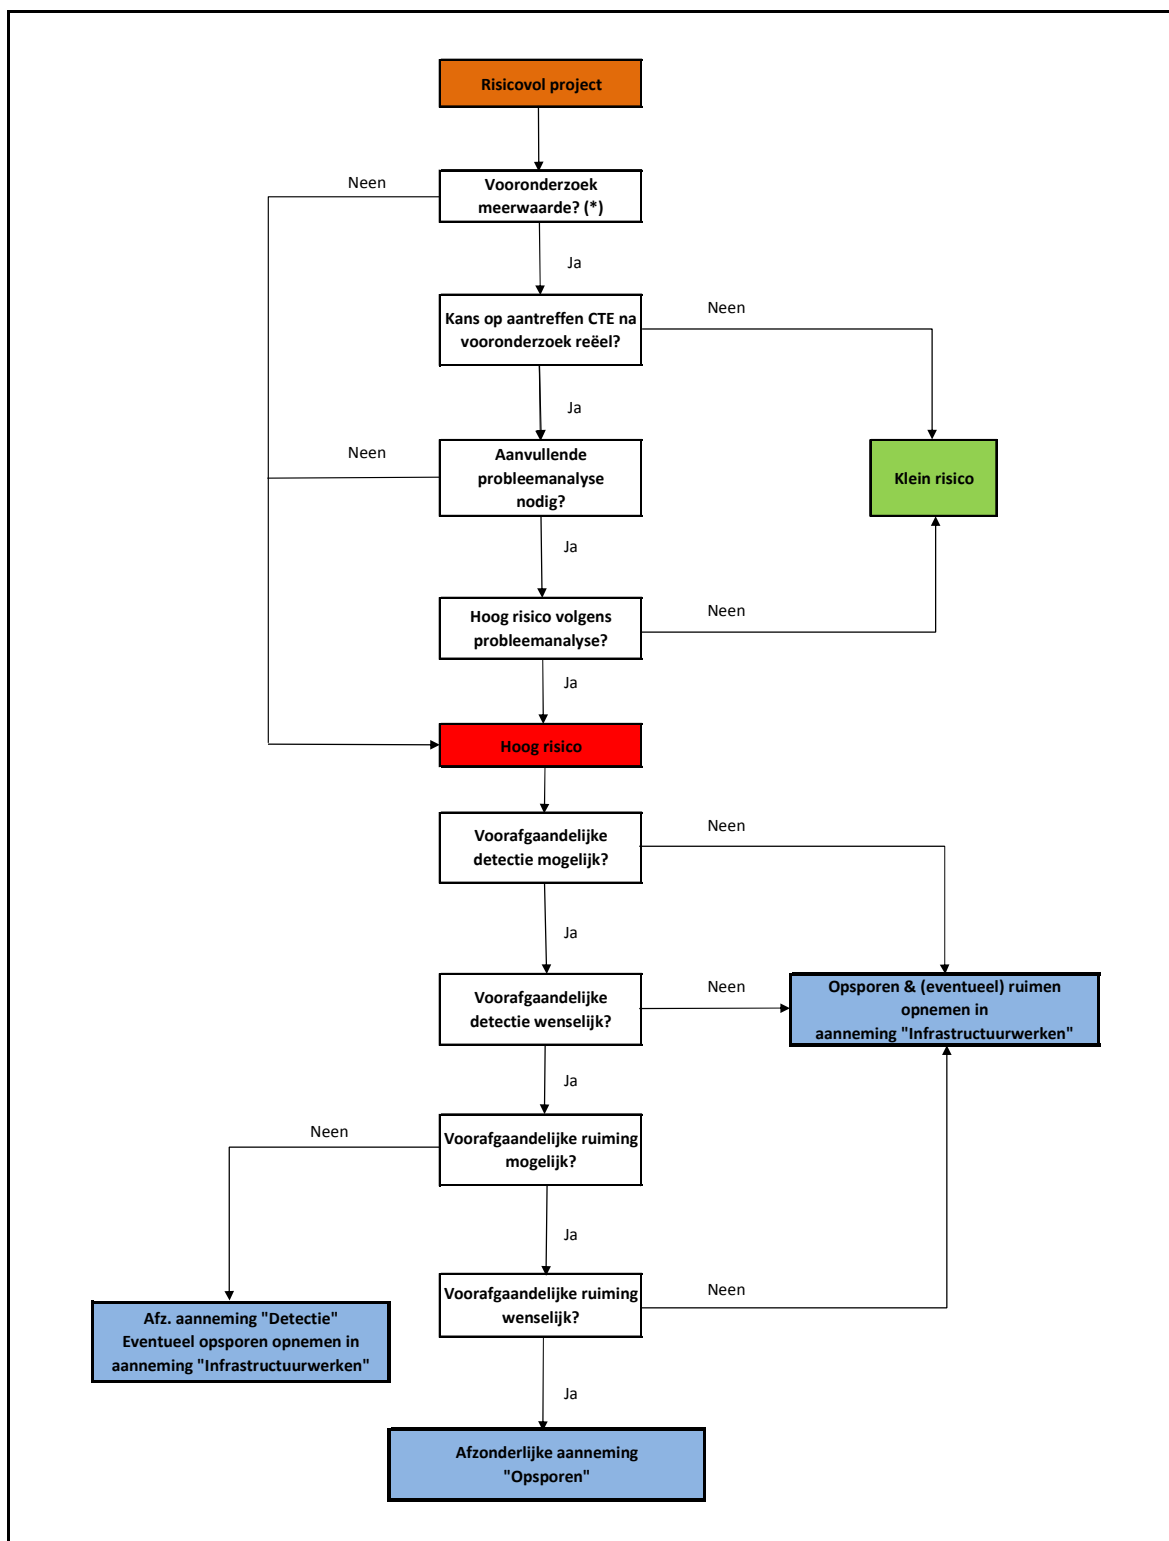 Risicovol project
Neen
Vooronderzoek
meerwaarde? (*)
Ja
Kans op aantreffen CTE na
vooronderzoek reëel?
Neen
Ja
Neen
Aanvullende
probleemanalyse
nodig?
Klein risico
Ja
Hoog risico volgens
probleemanalyse?
Neen
Ja
Hoog risico
Voorafgaandelijke
detectie mogelijk?
Neen
Ja
Voorafgaandelijke
detectie wenselijk?
Neen
Opsporen & (eventueel) ruimen
opnemen in
aanneming "Infrastructuurwerken"
Ja
Neen
Voorafgaandelijke ruiming
mogelijk?
Ja
Voorafgaandelijke ruiming
wenselijk?
Neen
Afz. aanneming "Detectie"
Eventueel opsporen opnemen in
aanneming "Infrastructuurwerken"
Ja
Afzonderlijke aanneming
"Opsporen"